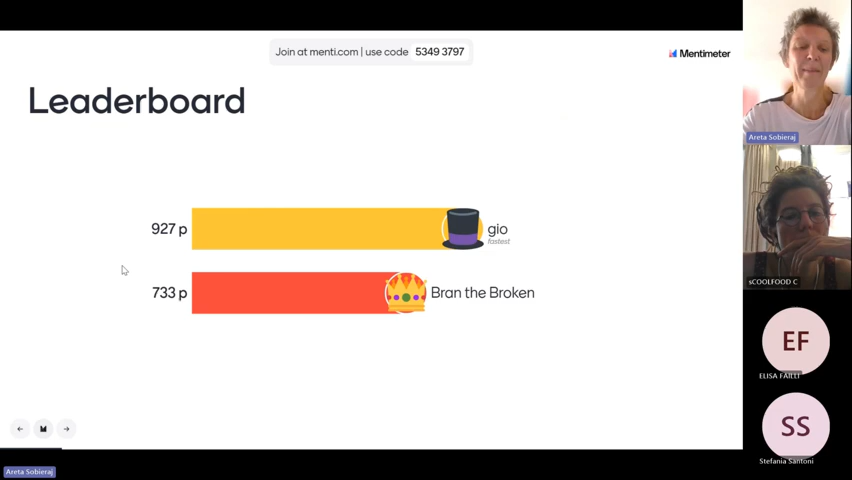 Join at menti.com | use code 5349 3797
Mentimeter
Leaderboard
927 p
gio
fastest
733 p
Bran the Broken
Areta Sobieraj
sCOOLFOOD C
EF
ELISA FAILLI
SS
Stefania Santoni
Areta Sobieraj